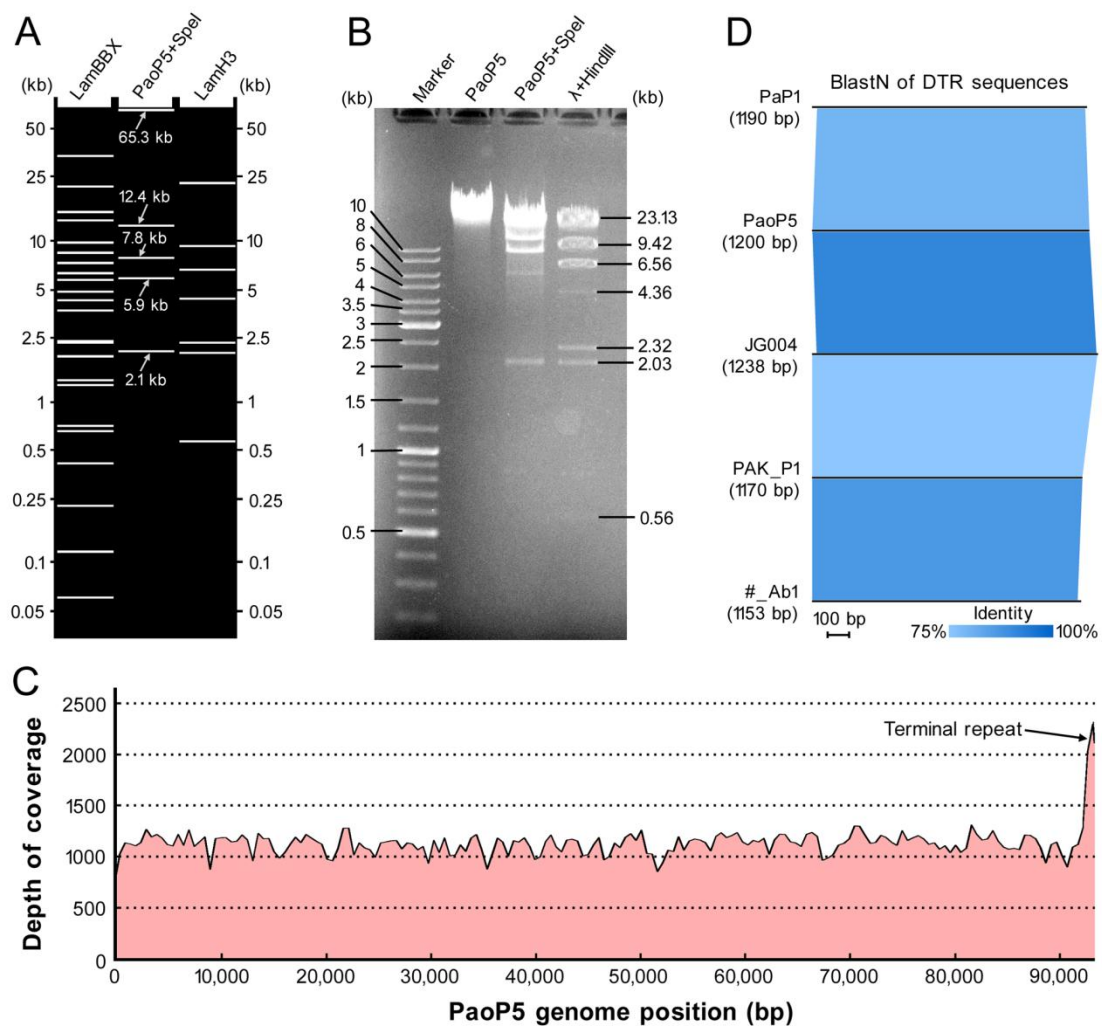 A
LamBBX
PaoP5+SpeI
LamH3
(kb)
(kb)
50
25
10
5
2.5
1
0.5
0.25
0.1
0.05
65.3 kb
12.4 kb
7.8 kb
5.9 kb
2.1 kb
50
25
10
5
2.5
1
0.5
0.25
0.1
0.05
B
Marker
PaoP5
PaoP5+SpeI
λ+HindIII
(kb)
(kb)
10
8
6
5
4
3.5
3
2.5
2
1.5
1
0.5
23.13
9.42
6.56
4.36
2.32
2.03
0.56
D
BlastN of DTR sequences
PaP1
(1190 bp)
PaoP5
(1200 bp)
JG004
(1238 bp)
PAK_P1
(1170 bp)
#_Ab1
(1153 bp)
100 bp
Identity
75%
100%
C
Depth of coverage
2500
2000
1500
1000
500
0
Terminal repeat
0
10,000
20,000
30,000
40,000
50,000
60,000
70,000
80,000
90,000
PaoP5 genome position (bp)